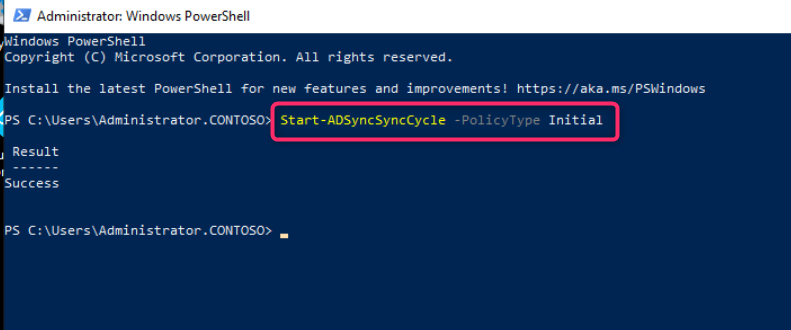 Administrator: Windows PowerShell
Windows PowerShell
Copyright (C) Microsoft Corporation. All rights reserved.
Install the latest PowerShell for new features and improvements! https://aka.ms/PSWindows
PS C:\Users\Administrator.CONTOSO> Start-ADSyncSyncCycle -PolicyType Initial
Result
------
Success
PS C:\Users\Administrator.CONTOSO>